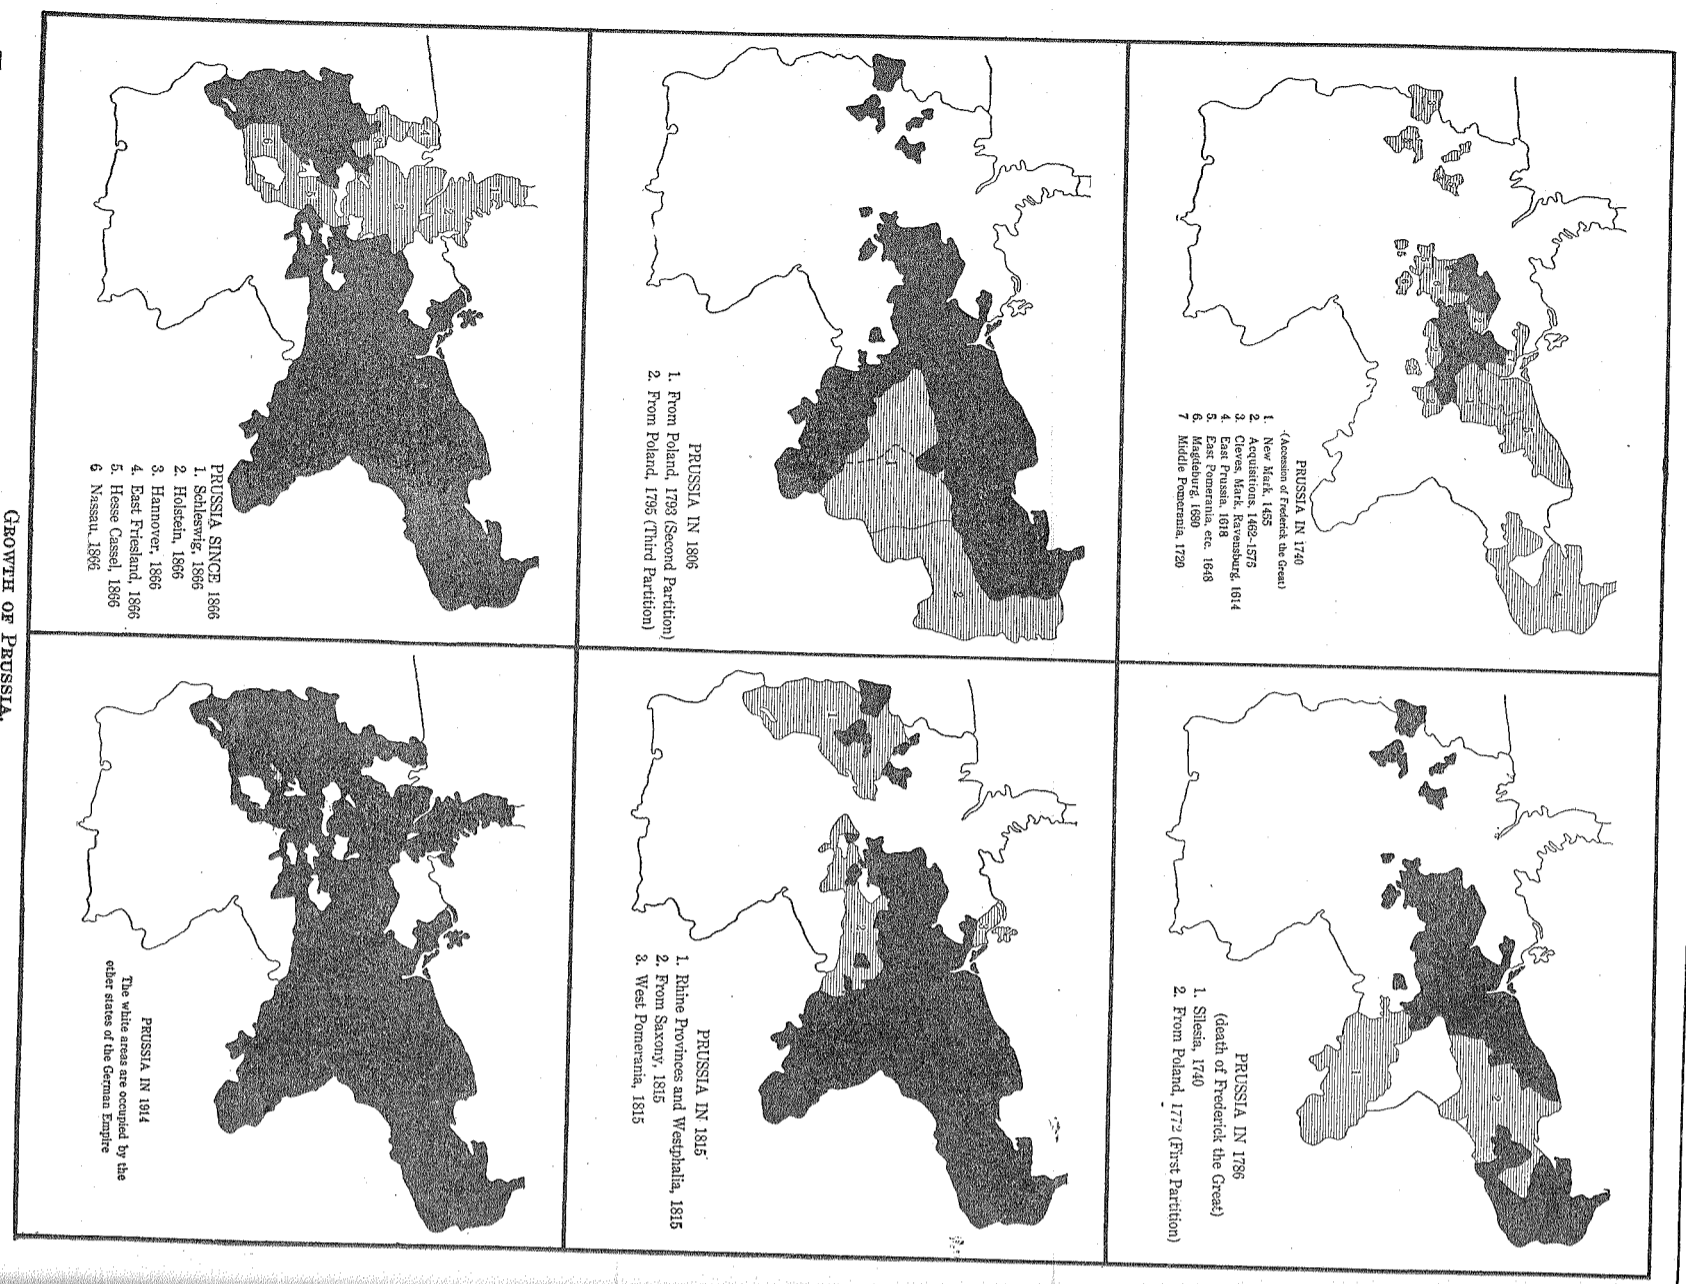 PRUSSIA IN 1740
(Accession of Frederick the Great)
1. New Mark, 1455
2. Acquisitions, 1462-1575
3. Cleves, Mark, Ravensburg, 1614
4. East Prussia, 1618
5. East Pomerania, etc. 1648
6. Magdeburg, 1680
7 Middle Pomerania, 1720
PRUSSIA IN 1786
(death of Frederick the Great)
1. Silesia, 1740
2. From Poland, 1772 (First Partition)
PRUSSIA IN 1806
1. From Poland, 1793 (Second Partition)
2. From Poland, 1795 (Third Partition)
PRUSSIA IN 1815
1. Rhine Provinces and Westphalia, 1815
2. From Saxony, 1815
3. West Pomerania, 1815
PRUSSIA SINCE 1866
1. Schleswig, 1866
2. Holstein, 1866
3. Hannover, 1866
4. East Friesland, 1866
5. Hesse Cassel, 1866
6 Nassau, 1866
PRUSSIA IN 1914
The white areas are occupied by the
other states of the German Empire
GROWTH OF PRUSSIA.